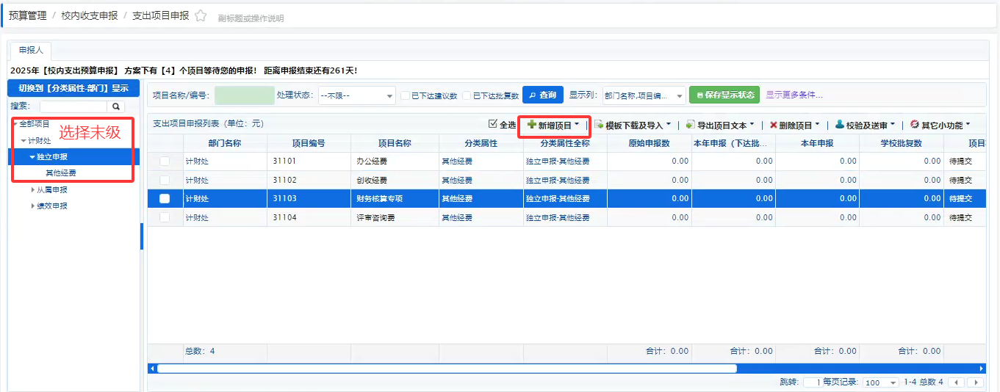 预算管理 / 校内收支申报 / 支出项目申报 副标题或操作说明
申报人
2025年【校内支出预算申报】 方案下有【4】个项目等待您的申报！ 距离申报结束还有261天！
切换到【分类属性-部门】显示
搜索：
全部项目
选择末级
计财处
独立申报
其他经费
从属申报
绩效申报
项目名称/编号： 处理状态： --不限-- 已下达建议数 已下达批复数 查询 显示列： 部门名称,项目编... 保存显示状态 显示更多条件...
支出项目申报列表（单位：元） 全选 新增项目 | 模板下载及导入 | 导出项目文本 | 删除项目 | 校验及送审 | 其它小功能
部门名称 项目编号 项目名称 分类属性 分类属性全称 原始申报数 本年申报（下达批... 本年申报 学校批复数 项目
计财处 31101 办公经费 其他经费 独立申报-其他经费 0.00 0.00 0.00 0.00 待提交
计财处 31102 创收经费 其他经费 独立申报-其他经费 0.00 0.00 0.00 0.00 待提交
计财处 31103 财务核算专项 其他经费 独立申报-其他经费 0.00 0.00 0.00 0.00 待提交
计财处 31104 评审咨询费 其他经费 独立申报-其他经费 0.00 0.00 0.00 0.00 待提交
总数：4 合计：0.00 合计：0.00 合计：0.00 合计：0.00
跳转： 1 每页记录： 100 1-4 总数 4